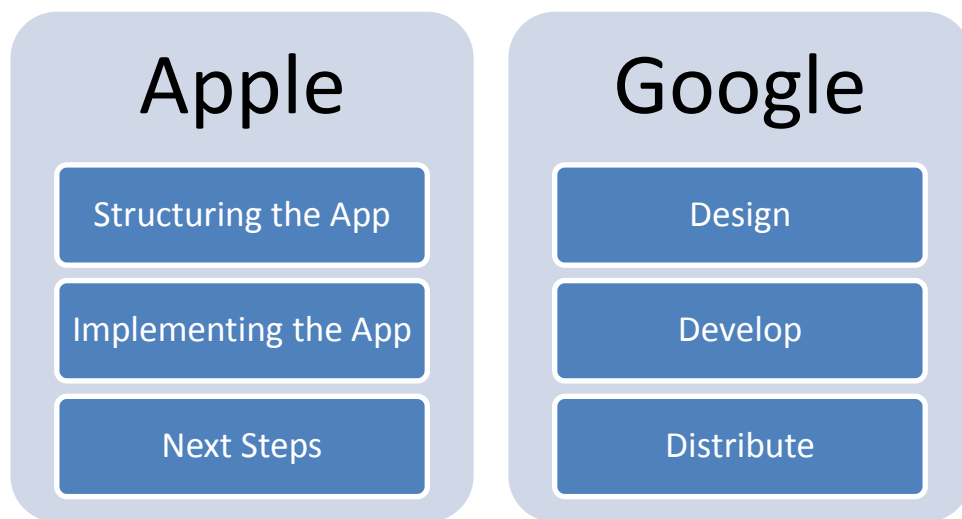 Apple
Structuring the App
Implementing the App
Next Steps
Google
Design
Develop
Distribute